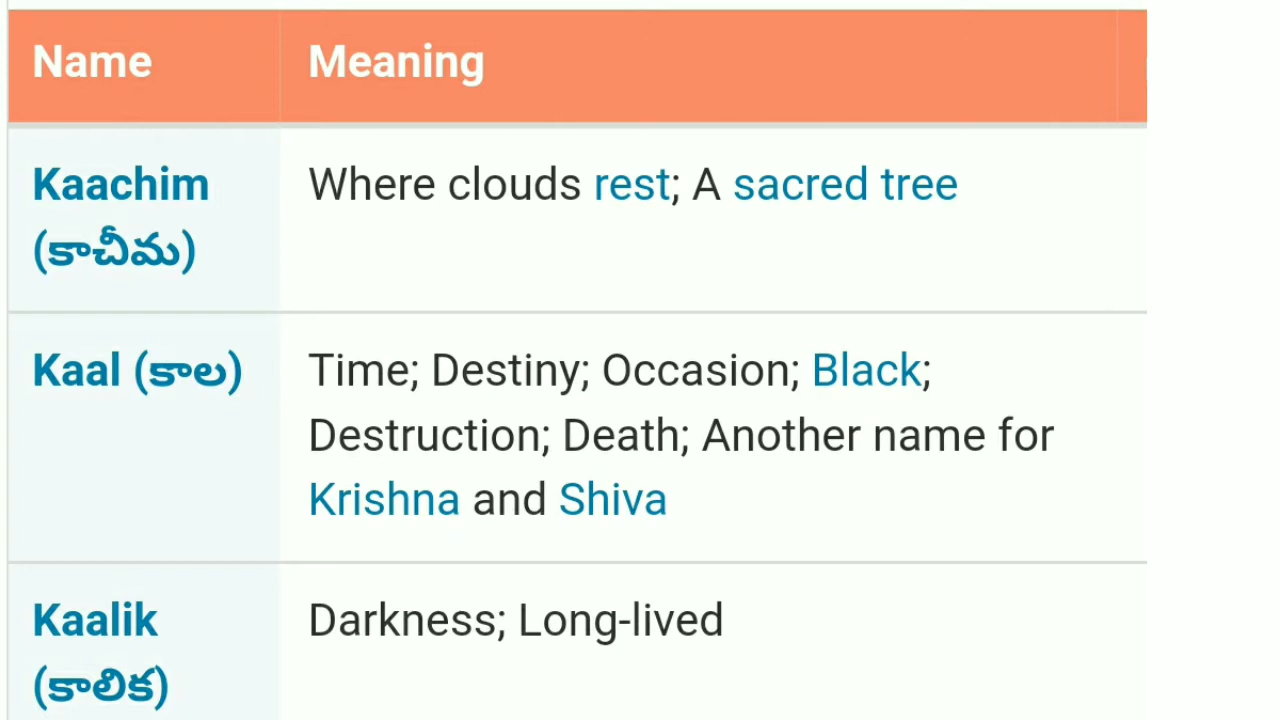 Name Meaning
Kaachim Where clouds rest; A sacred tree
(కాచీమ)
Kaal (కాల) Time; Destiny; Occasion; Black;
Destruction; Death; Another name for
Krishna and Shiva
Kaalik Darkness; Long-lived
(కాలిక)